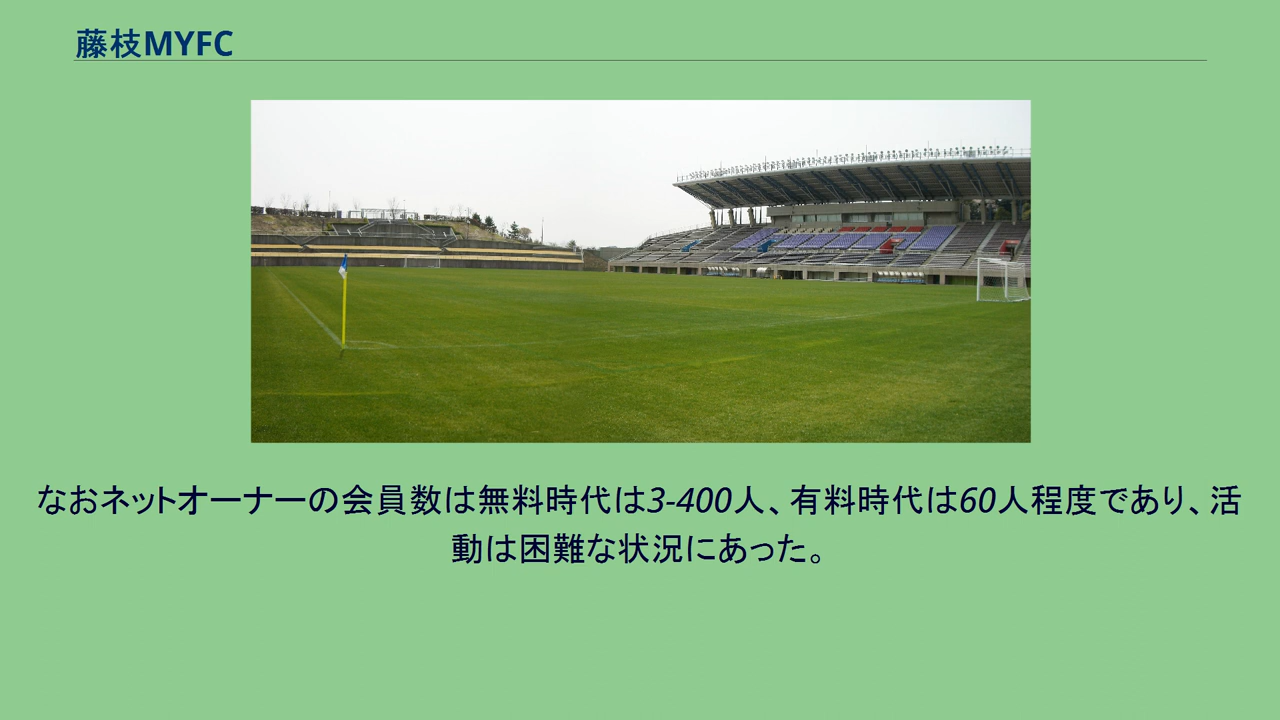 藤枝MYFC
なおネットオーナーの会員数は無料時代は3-400人、有料時代は60人程度であり、活
動は困難な状況にあった。